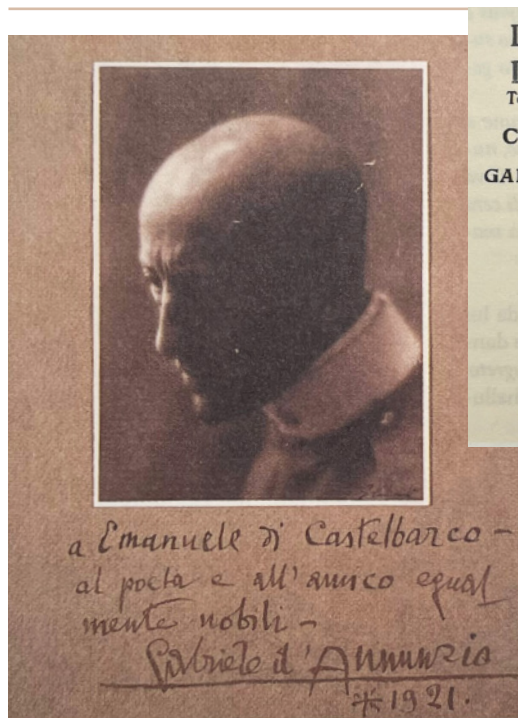 a Emanuele di Castelbarco –
al poeta e all'amico egual
mente nobili –
Gabriele d'Annunzio
1921.